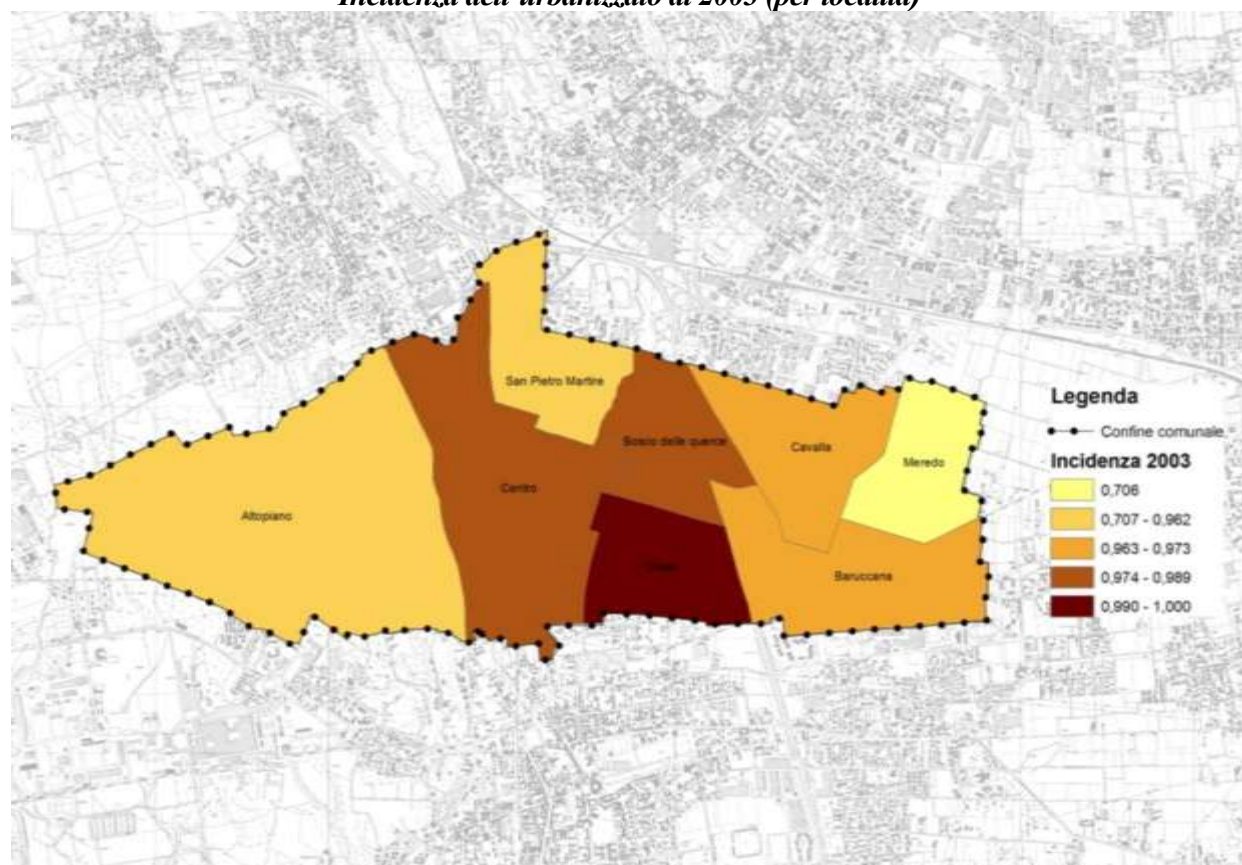 Incidenza dell'urbanizzato al 2003 (per località)
San Pietro Martire
Bosco delle querce
Cavalla
Meredo
Centro
Altopiano
Baruccana
Legenda
Confine comunale
Incidenza 2003
0,706
0,707 - 0,962
0,963 - 0,973
0,974 - 0,989
0,990 - 1,000